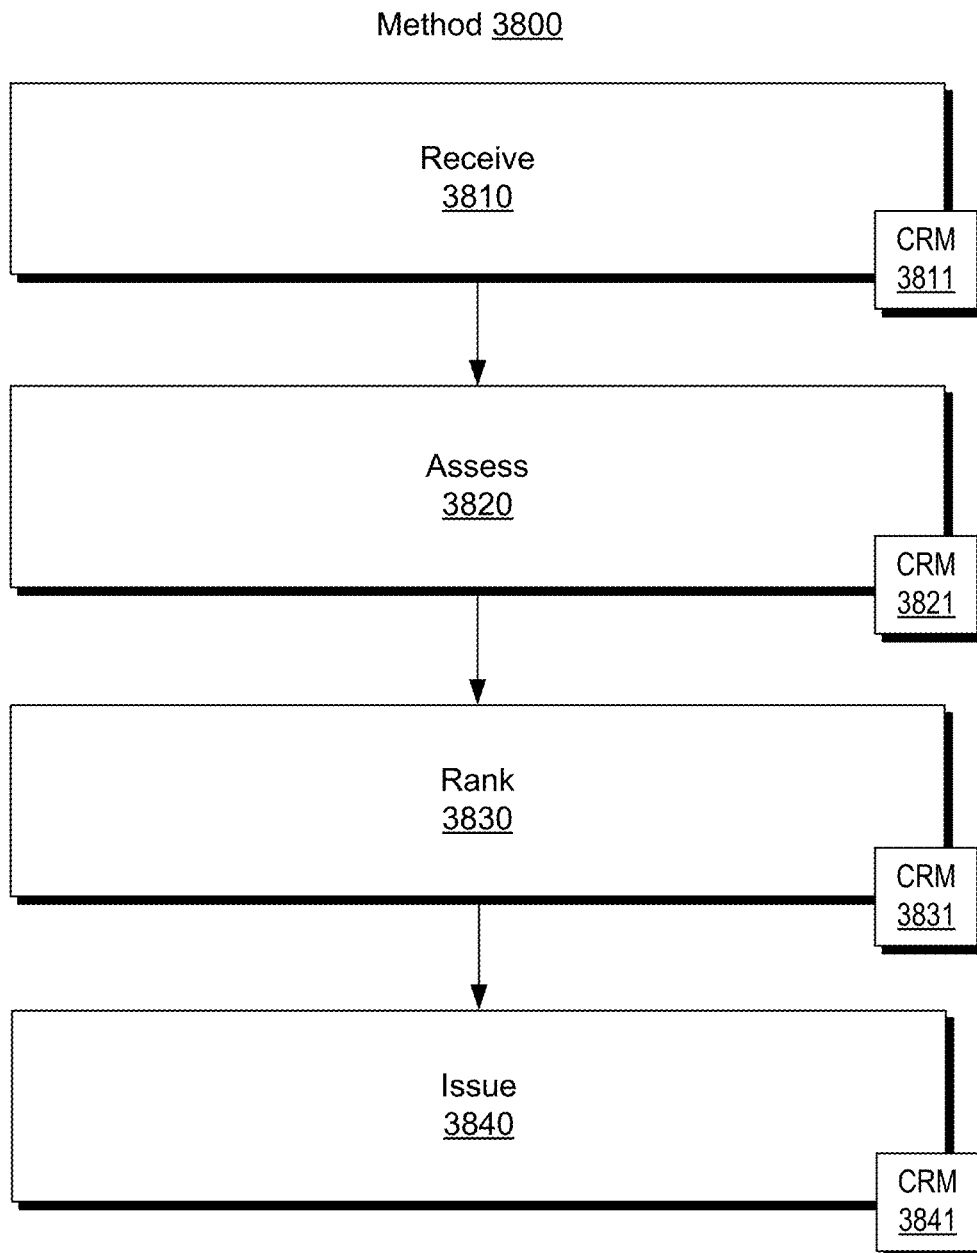 Method 3800
Receive
3810
CRM
3811
Assess
3820
CRM
3821
Rank
3830
CRM
3831
Issue
3840
CRM
3841